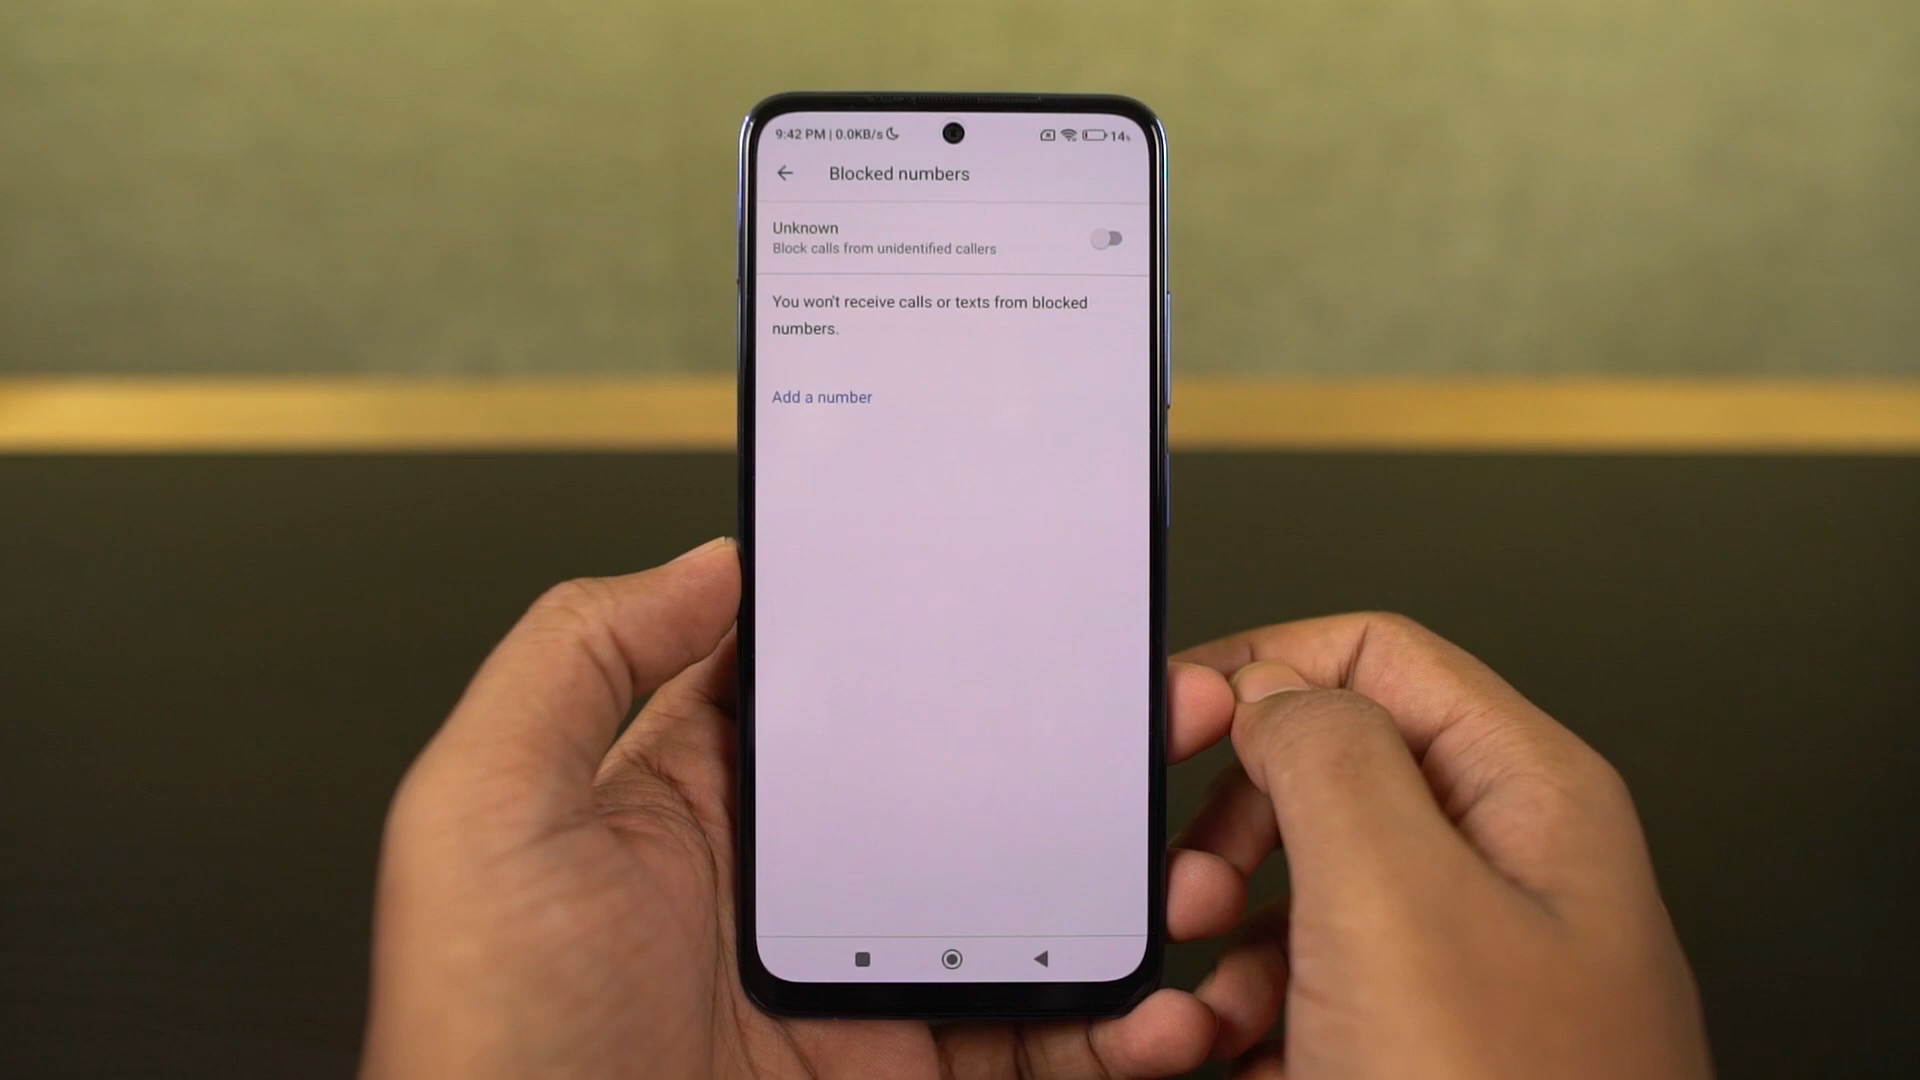 9:42 PM | 0.0KB/s 14%
Blocked numbers
Unknown
Block calls from unidentified callers
You won't receive calls or texts from blocked
numbers.
Add a number